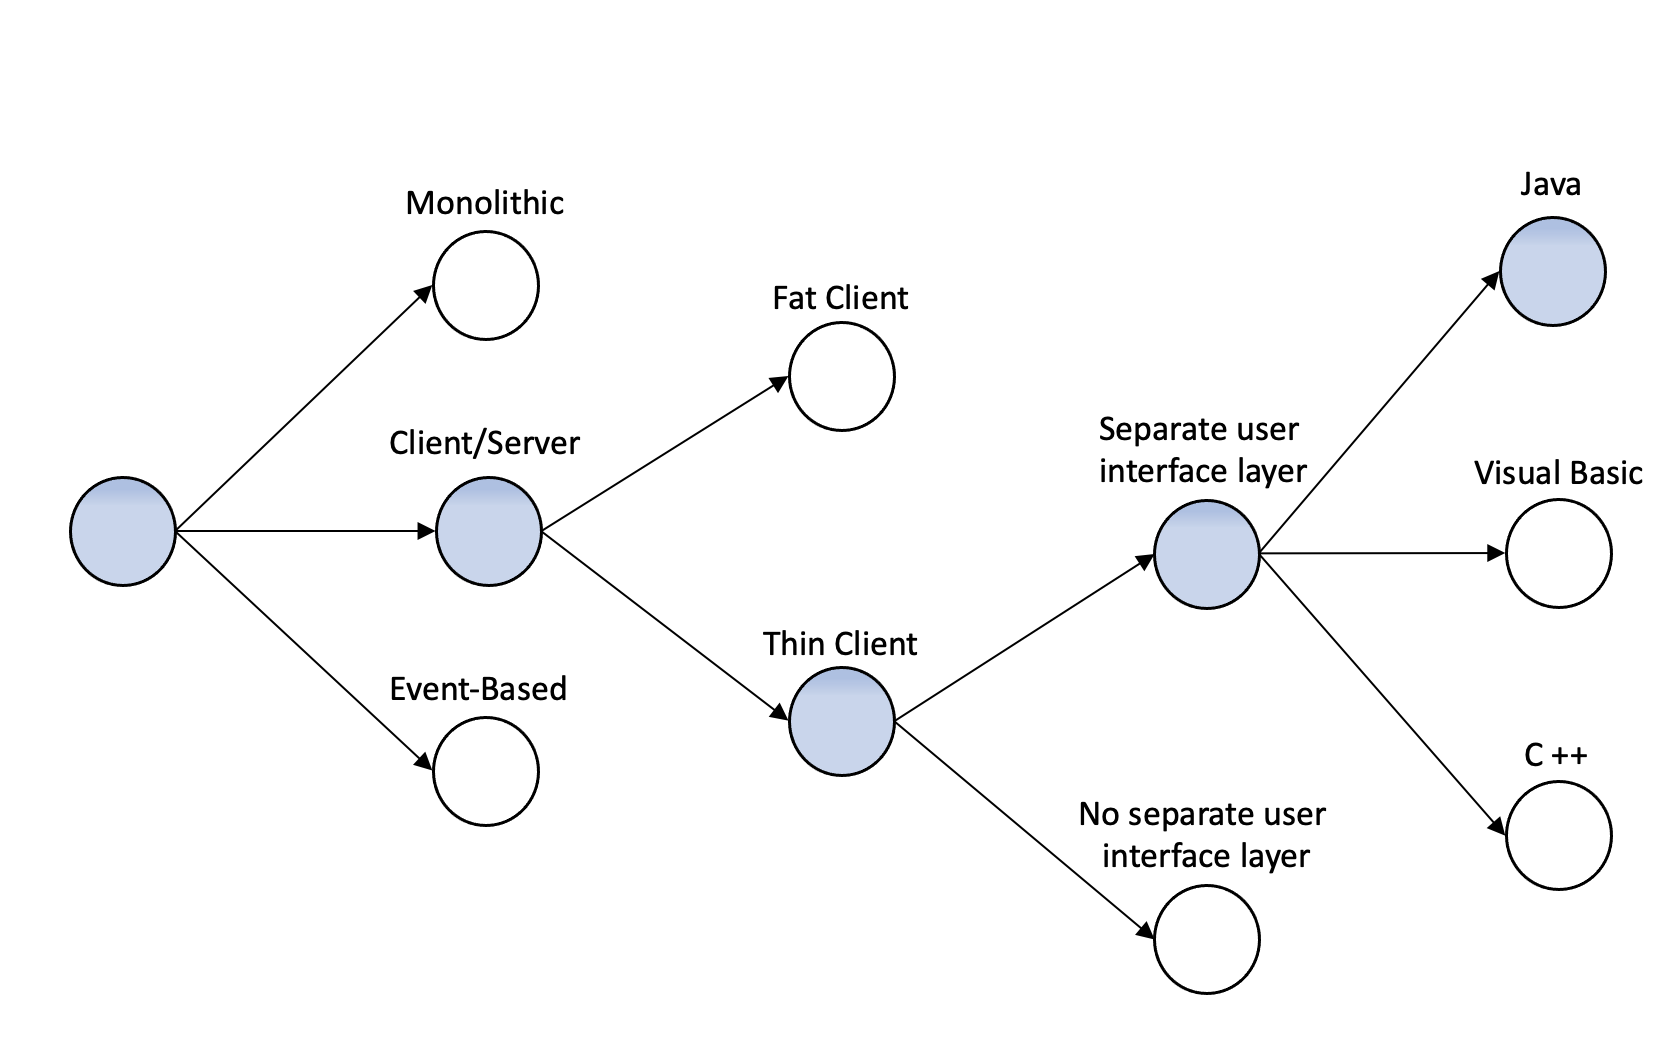 Monolithic
Client/Server
Event-Based
Fat Client
Thin Client
Separate user
interface layer
No separate user
interface layer
Java
Visual Basic
C ++